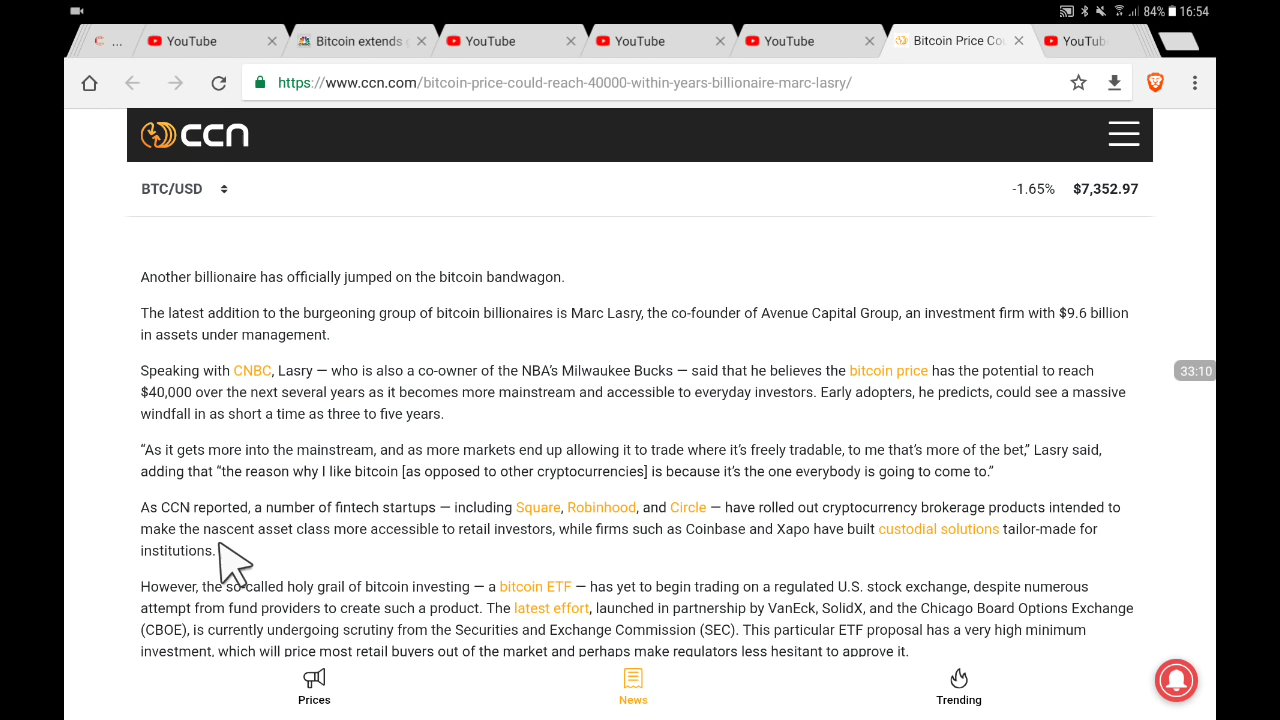 84% 16:54
...
YouTube
Bitcoin extends g
YouTube
YouTube
YouTube
Bitcoin Price Co
YouTub
https://www.ccn.com/bitcoin-price-could-reach-40000-within-years-billionaire-marc-lasry/
ccn
BTC/USD -1.65% $7,352.97
Another billionaire has officially jumped on the bitcoin bandwagon.
The latest addition to the burgeoning group of bitcoin billionaires is Marc Lasry, the co-founder of Avenue Capital Group, an investment firm with $9.6 billion
in assets under management.
Speaking with CNBC, Lasry — who is also a co-owner of the NBA's Milwaukee Bucks — said that he believes the bitcoin price has the potential to reach
33:10
$40,000 over the next several years as it becomes more mainstream and accessible to everyday investors. Early adopters, he predicts, could see a massive
windfall in as short a time as three to five years.
“As it gets more into the mainstream, and as more markets end up allowing it to trade where it’s freely tradable, to me that’s more of the bet,” Lasry said,
adding that “the reason why I like bitcoin [as opposed to other cryptocurrencies] is because it’s the one everybody is going to come to.”
As CCN reported, a number of fintech startups — including Square, Robinhood, and Circle — have rolled out cryptocurrency brokerage products intended to
make the nascent asset class more accessible to retail investors, while firms such as Coinbase and Xapo have built custodial solutions tailor-made for
institutions.
However, the so-called holy grail of bitcoin investing — a bitcoin ETF — has yet to begin trading on a regulated U.S. stock exchange, despite numerous
attempt from fund providers to create such a product. The latest effort, launched in partnership by VanEck, SolidX, and the Chicago Board Options Exchange
(CBOE), is currently undergoing scrutiny from the Securities and Exchange Commission (SEC). This particular ETF proposal has a very high minimum
investment, which will price most retail buyers out of the market and perhaps make regulators less hesitant to approve it.
Prices
News
Trending